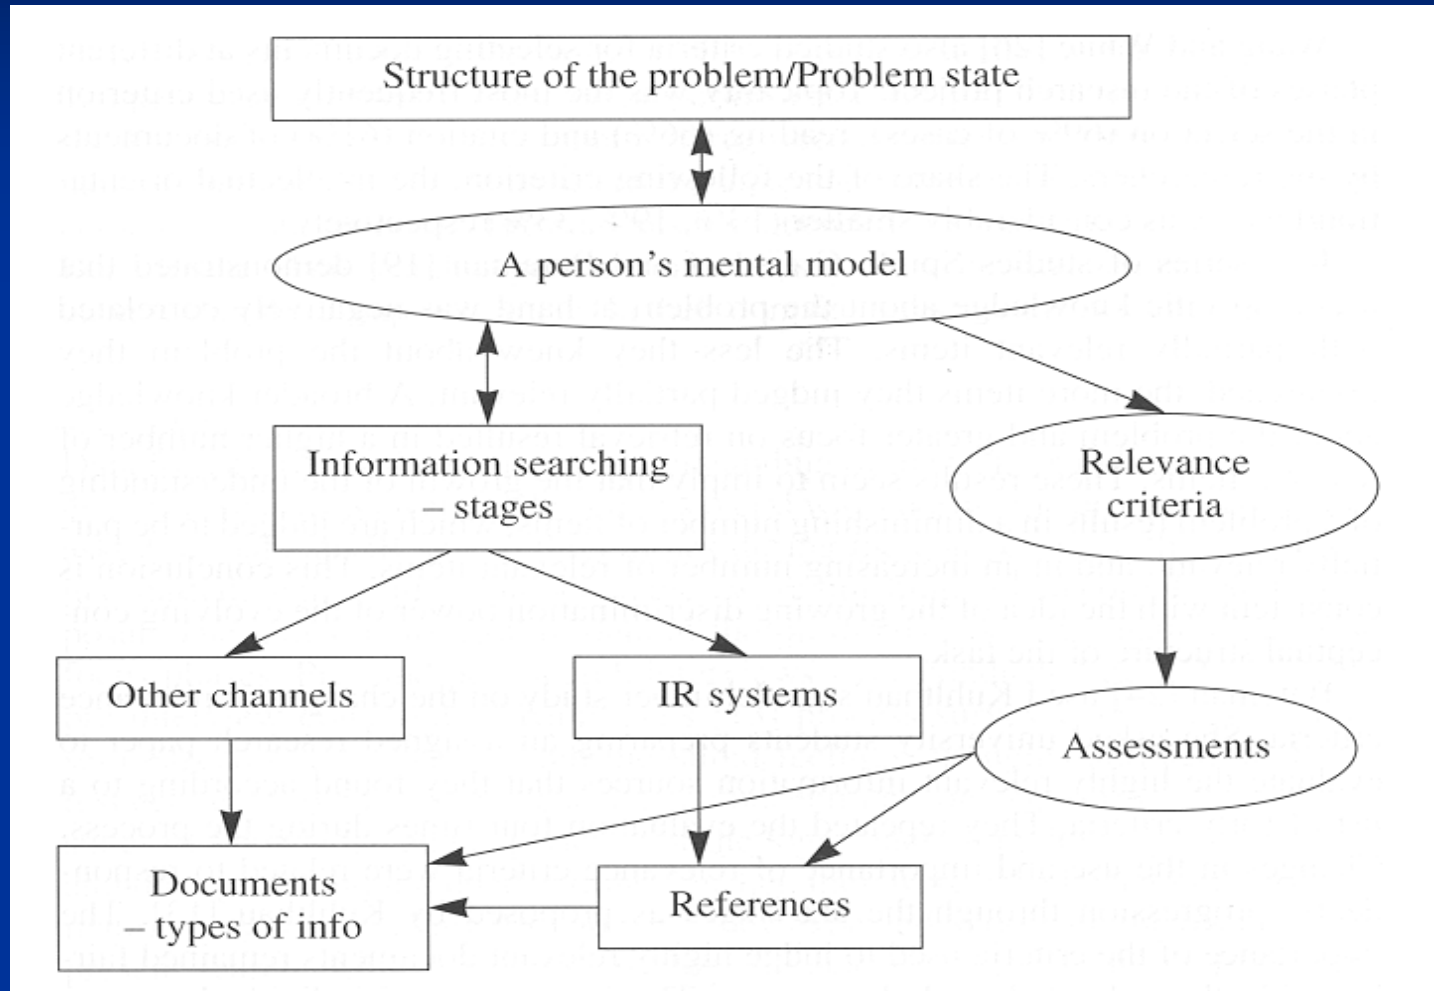 Structure of the problem/Problem state
A person's mental model
Information searching
– stages
Relevance
criteria
Other channels
IR systems
Assessments
Documents
– types of info
References